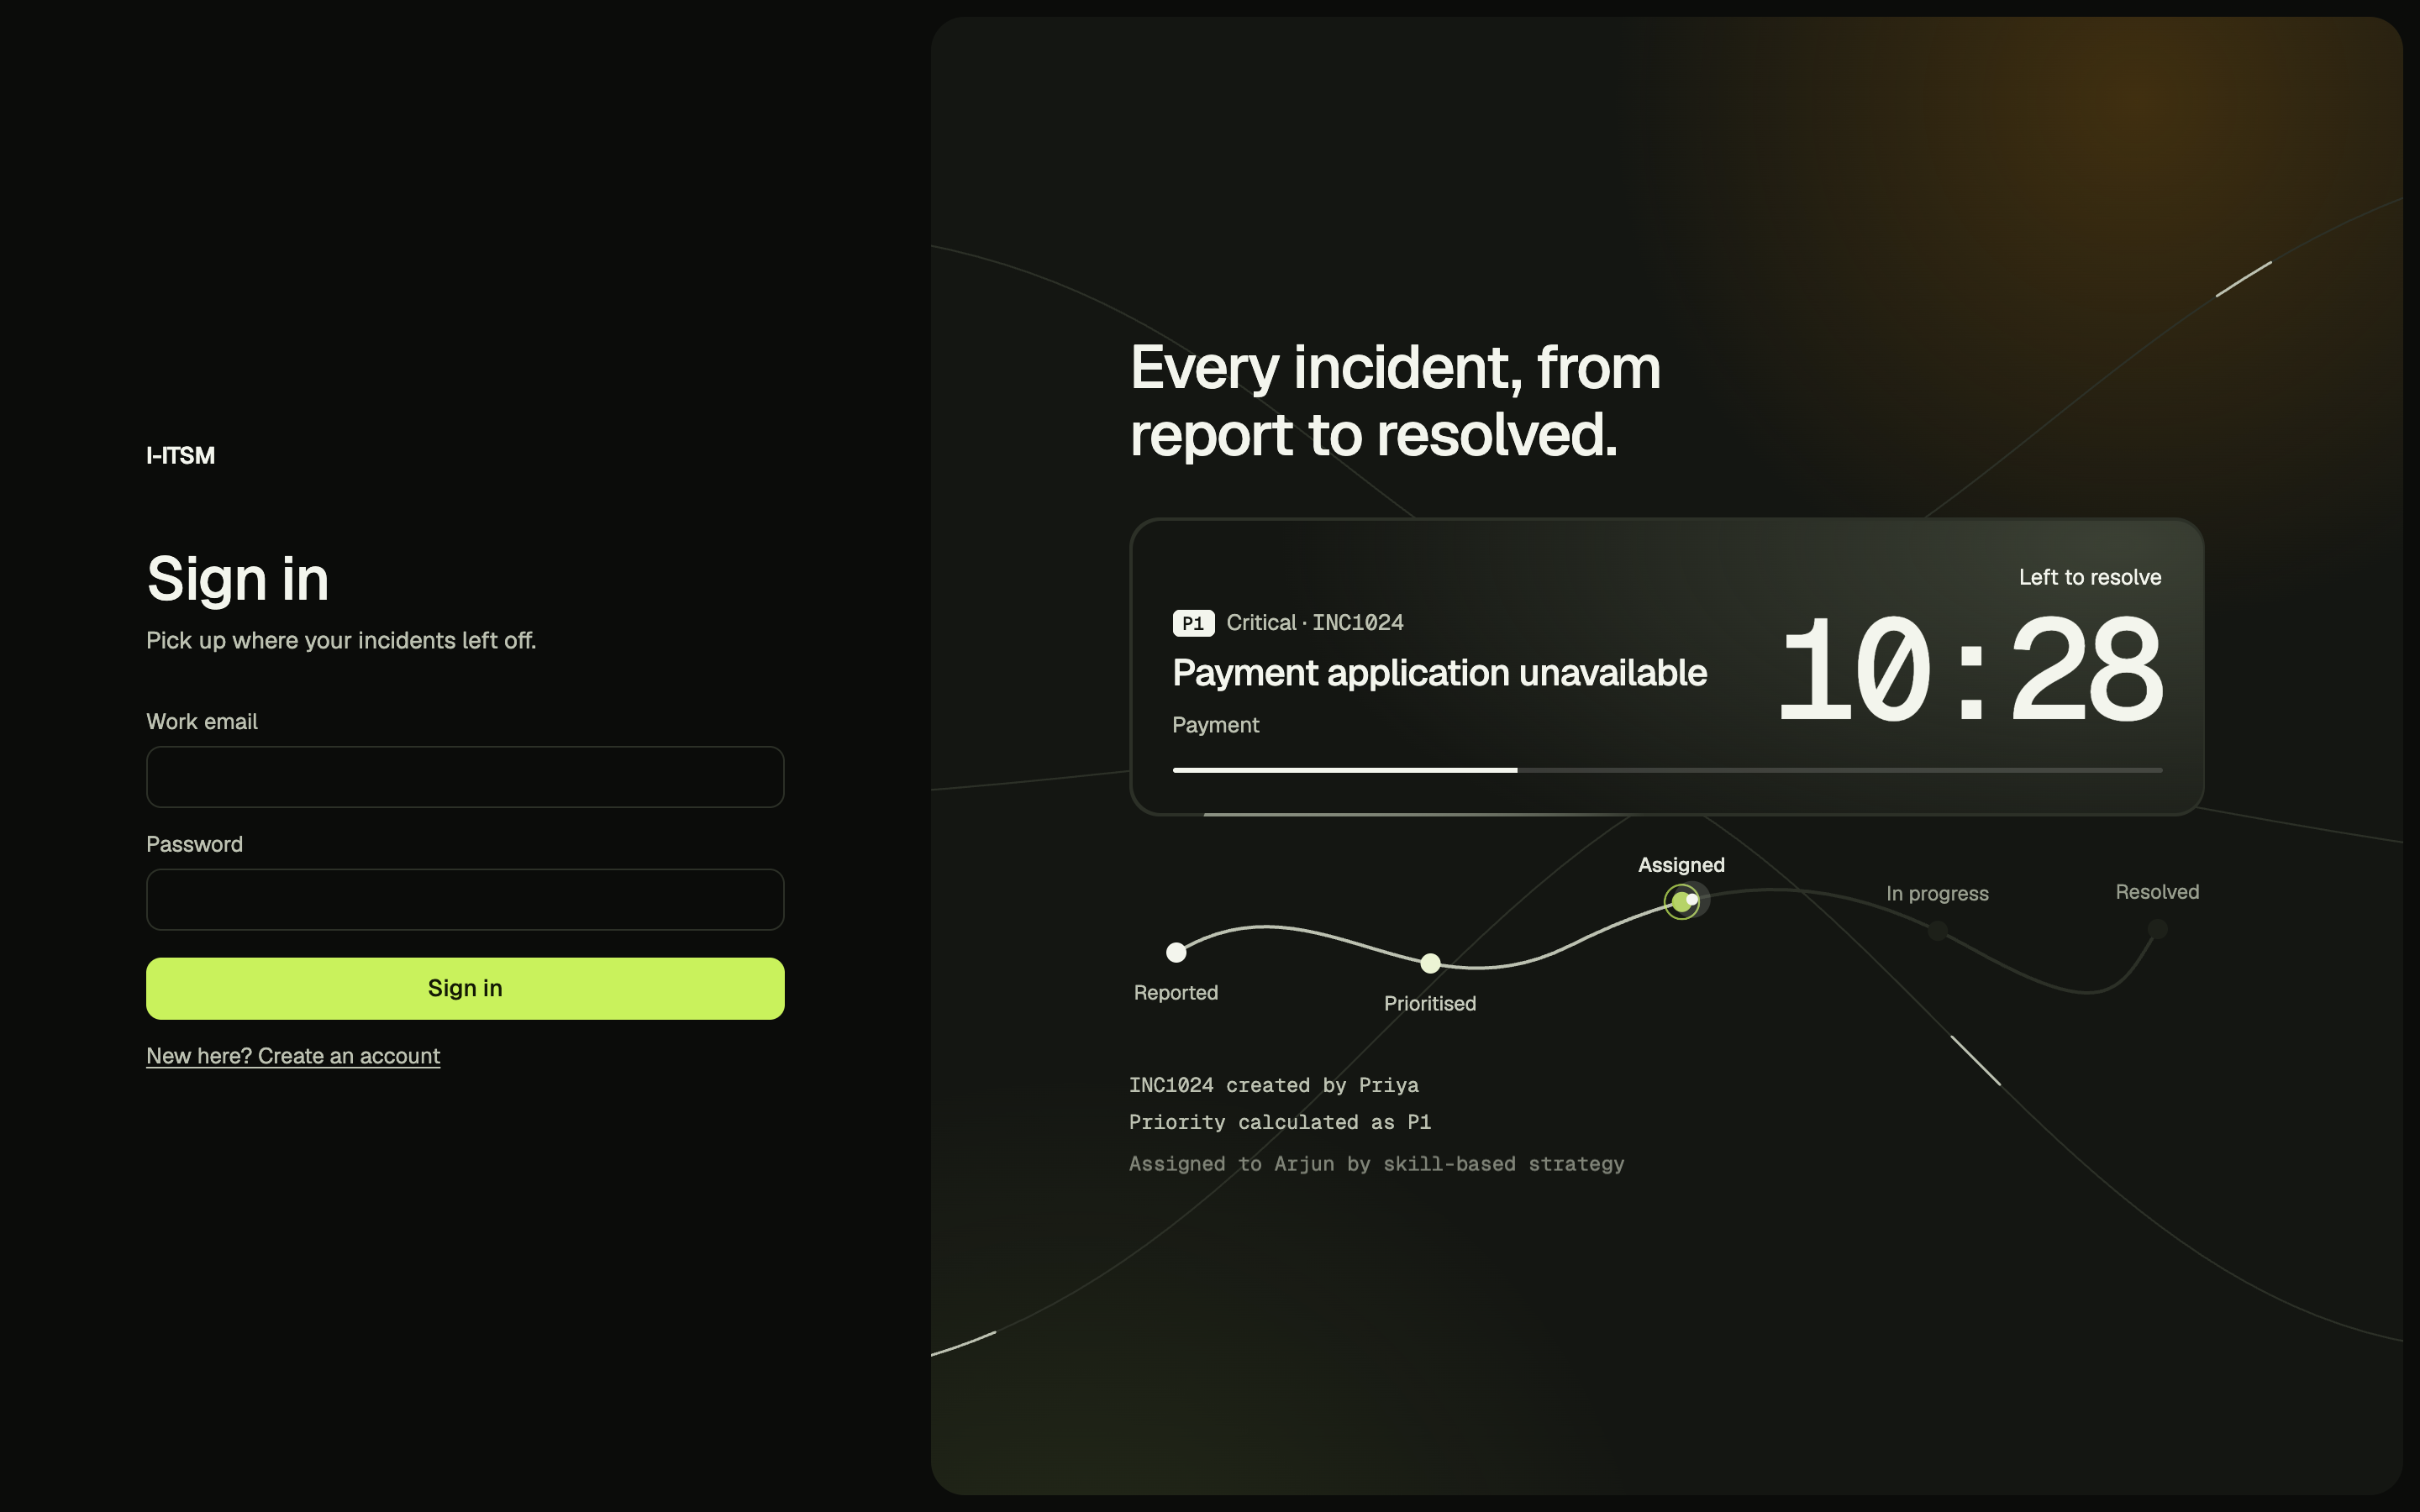 I-ITSM
Sign in
Pick up where your incidents left off.
Work email
Password
Sign in
New here? Create an account
Every incident, from
report to resolved.
Left to resolve
P1 Critical · INC1024
10:28
Payment application unavailable
Payment
Assigned
In progress
Resolved
Reported
Prioritised
INC1024 created by Priya
Priority calculated as P1
Assigned to Arjun by skill-based strategy